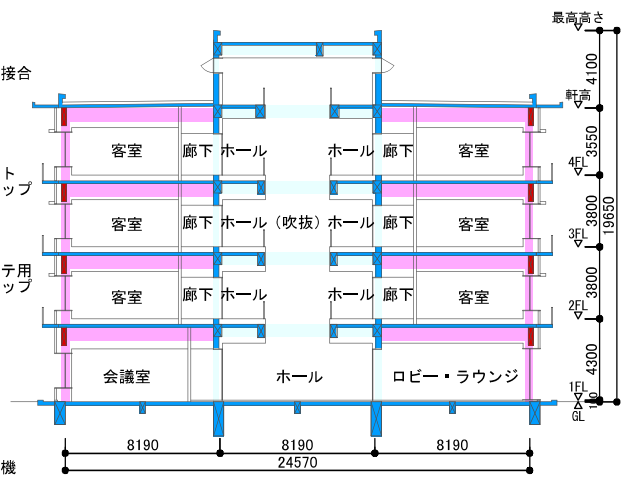 最高高さ
接合
4100
軒高
客室 廊下 ホール ホール 廊下 客室
3550
4FL
ト
ップ
客室 廊下 ホール (吹抜) ホール 廊下 客室
3800
19650
3FL
テ用
ップ
客室 廊下 ホール ホール 廊下 客室
3800
2FL
会議室 ホール ロビー・ラウンジ
4300
1FL
GL
8190 8190 8190
24570
機